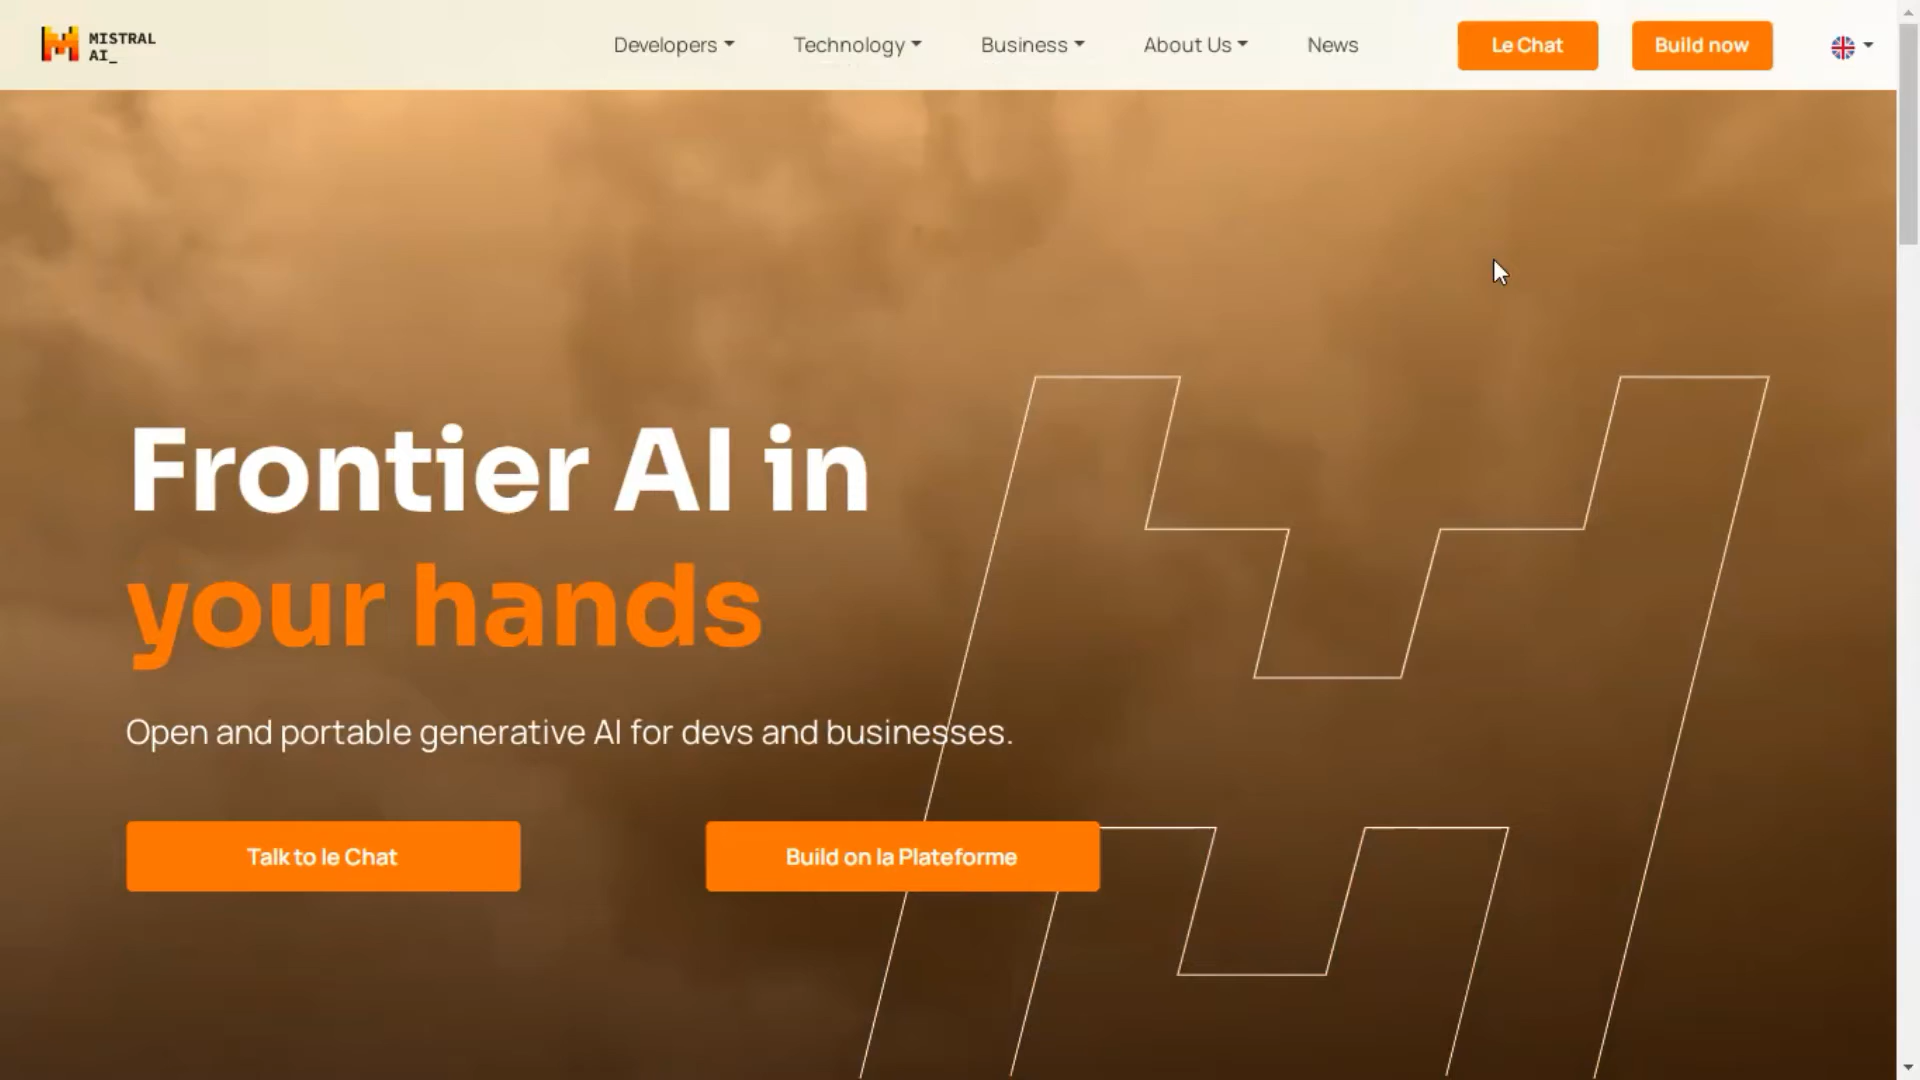 MISTRAL
AI_
Developers
Technology
Business
About Us
News
Le Chat
Build now
Frontier AI in
your hands
Open and portable generative AI for devs and businesses.
Talk to le Chat
Build on la Plateforme